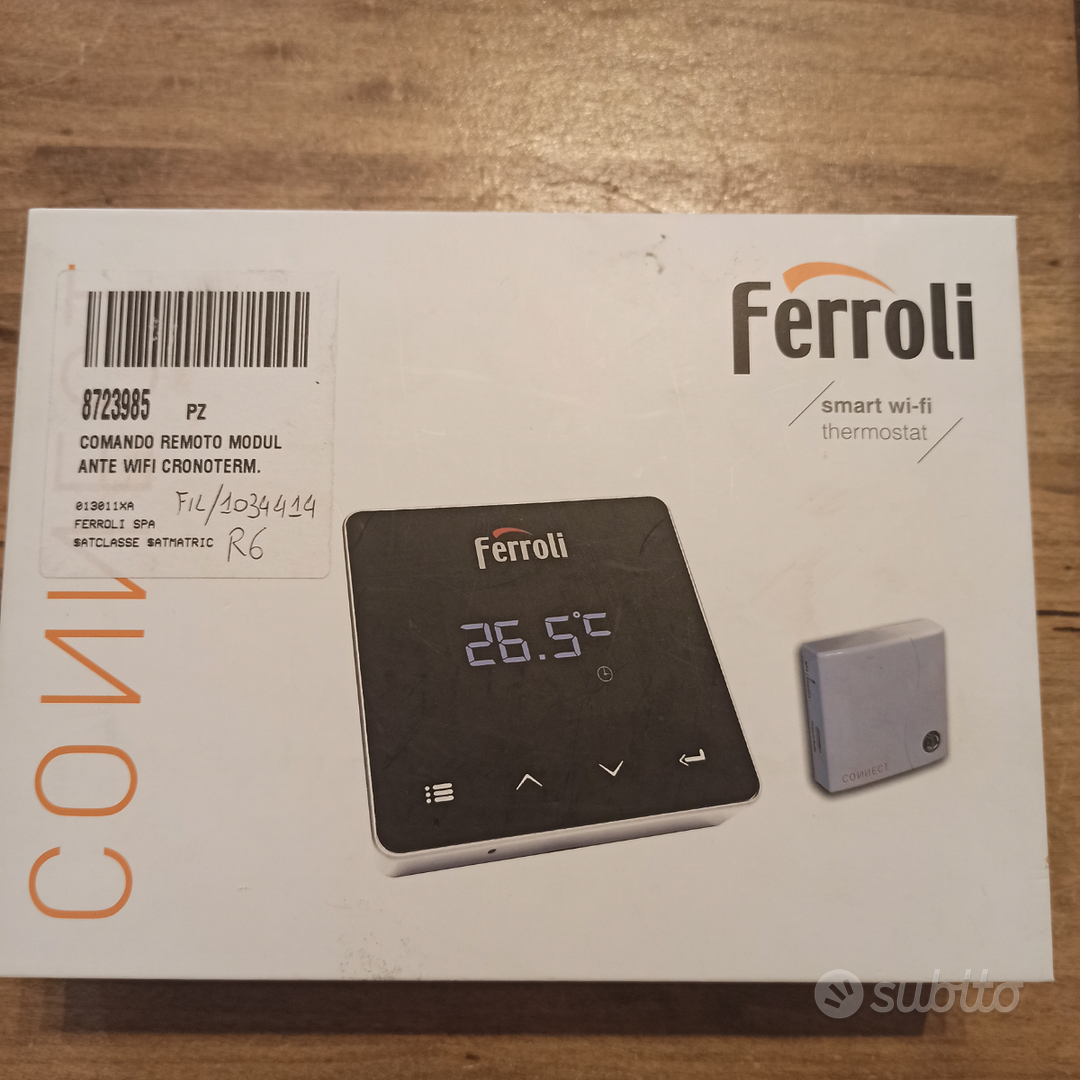 8723985 PZ
COMANDO REMOTO MODUL
ANTE WIFI CRONOTERM.
013011XA
FERROLI SPA
$ATCLASSE $ATMATRIC
FIL/1034414
R6
Ferroli
smart wi-fi
thermostat
Ferroli
26.5°C
CONNECT
subito